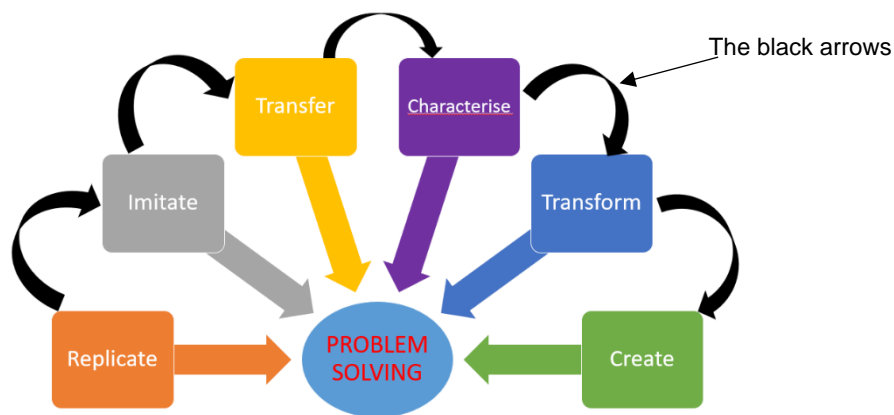 The black arrows
Transfer
Characterise
Imitate
Transform
Replicate
PROBLEM
SOLVING
Create